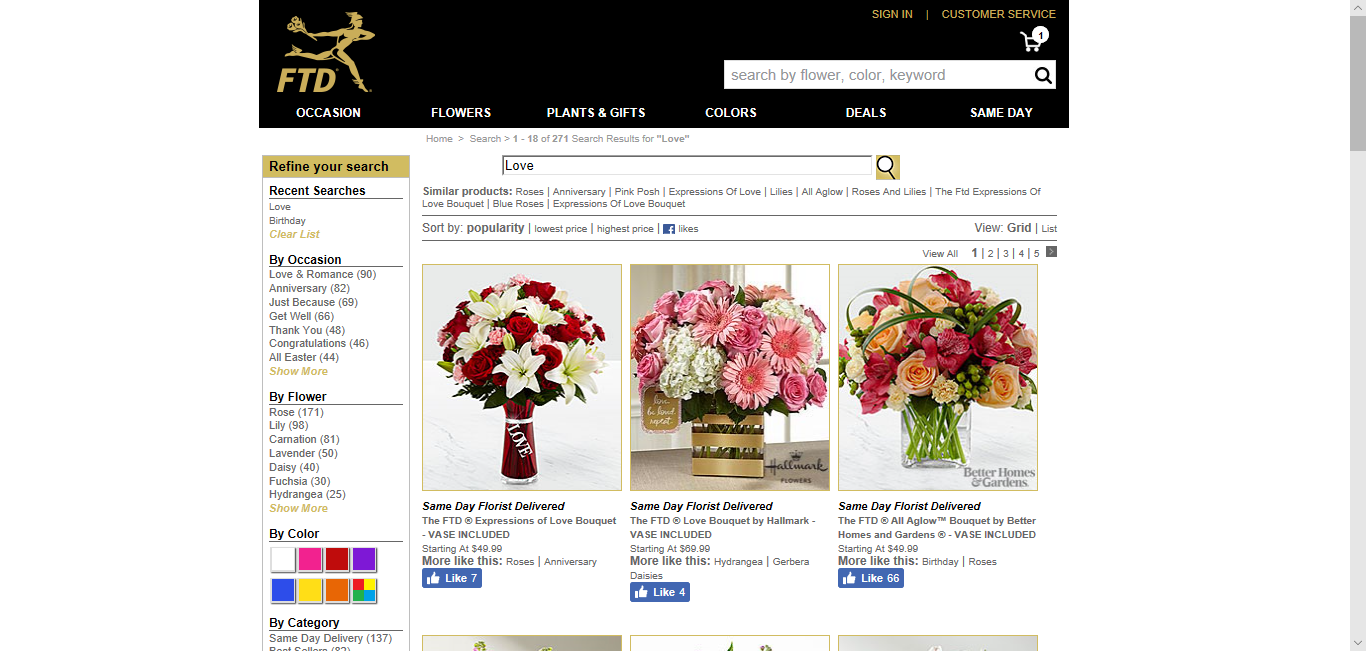 SIGN IN | CUSTOMER SERVICE
1
FTD
search by flower, color, keyword
OCCASION FLOWERS PLANTS & GIFTS COLORS DEALS SAME DAY
Home > Search > 1 - 18 of 271 Search Results for "Love"
Refine your search
Recent Searches
Love
Birthday
Clear List
By Occasion
Love & Romance (90)
Anniversary (82)
Just Because (69)
Get Well (66)
Thank You (48)
Congratulations (46)
All Easter (44)
Show More
By Flower
Rose (171)
Lily (98)
Carnation (81)
Lavender (50)
Daisy (40)
Fuchsia (30)
Hydrangea (25)
Show More
By Color
By Category
Same Day Delivery (137)
Best Sellers (82)
Love
Similar products: Roses | Anniversary | Pink Posh | Expressions Of Love | Lilies | All Aglow | Roses And Lilies | The Ftd Expressions Of
Love Bouquet | Blue Roses | Expressions Of Love Bouquet
Sort by: popularity | lowest price | highest price | likes
View: Grid | List
View All 1 | 2 | 3 | 4 | 5 >
LOVE
Same Day Florist Delivered
The FTD ® Expressions of Love Bouquet
- VASE INCLUDED
Starting At $49.99
More like this: Roses | Anniversary
Like 7
love.
be loved.
repeat.
Hallmark
FLOWERS
Same Day Florist Delivered
The FTD ® Love Bouquet by Hallmark -
VASE INCLUDED
Starting At $69.99
More like this: Hydrangea | Gerbera
Daisies
Like 4
Better Homes
& Gardens
Same Day Florist Delivered
The FTD ® All Aglow™ Bouquet by Better
Homes and Gardens ® - VASE INCLUDED
Starting At $49.99
More like this: Birthday | Roses
Like 66